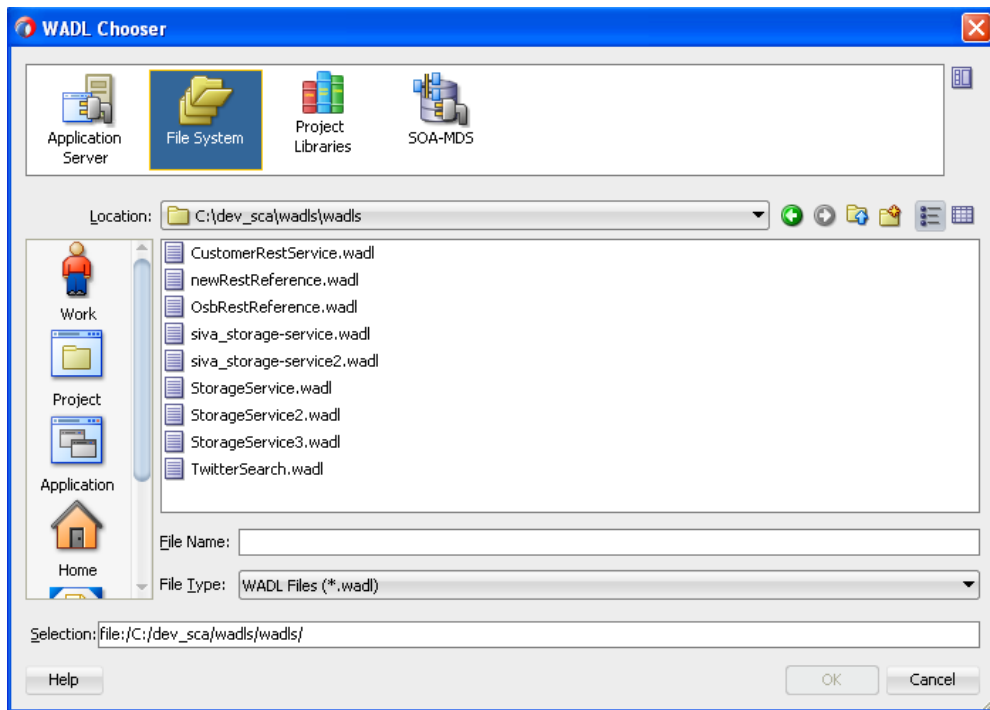 WADL Chooser
Application
Server
File System
Project
Libraries
SOA-MDS
Location:
C:\dev_sca\wadls\wadls
Work
Project
Application
Home
CustomerRestService.wadl
newRestReference.wadl
OsbRestReference.wadl
siva_storage-service.wadl
siva_storage-service2.wadl
StorageService.wadl
StorageService2.wadl
StorageService3.wadl
TwitterSearch.wadl
File Name:
File Type: WADL Files (*.wadl)
Selection: file:/C:/dev_sca/wadls/wadls/
Help
OK
Cancel